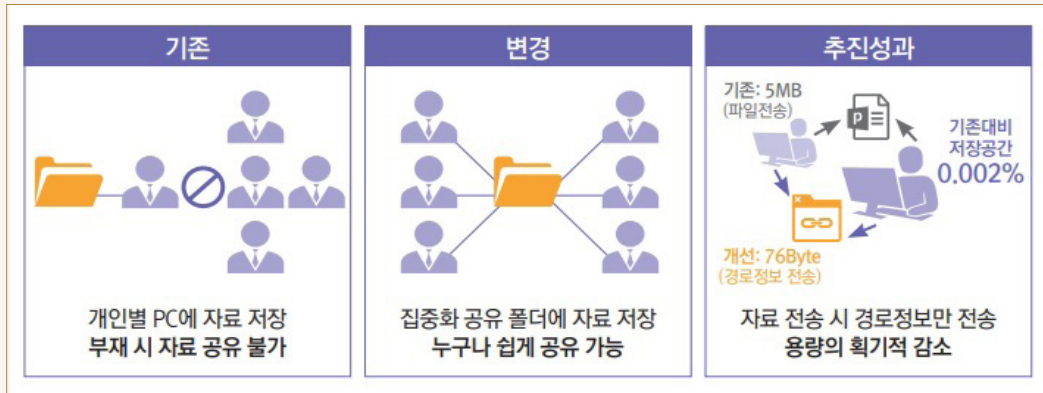 기존
개인별 PC에 자료 저장
부재 시 자료 공유 불가
변경
집중화 공유 폴더에 자료 저장
누구나 쉽게 공유 가능
추진성과
기존: 5MB
(파일전송)
P
기존대비
저장공간
0.002%
개선: 76Byte
(경로정보 전송)
자료 전송 시 경로정보만 전송
용량의 획기적 감소